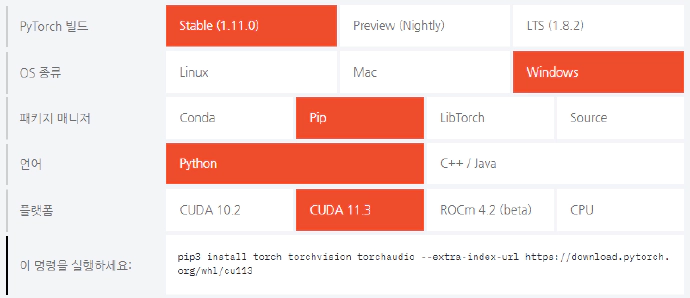 PyTorch 빌드 Stable (1.11.0) Preview (Nightly) LTS (1.8.2)
OS 종류 Linux Mac Windows
패키지 매니저 Conda Pip LibTorch Source
언어 Python C++ / Java
플랫폼 CUDA 10.2 CUDA 11.3 ROCm 4.2 (beta) CPU
이 명령을 실행하세요: pip3 install torch torchvision torchaudio --extra-index-url https://download.pytorch.
org/whl/cu113